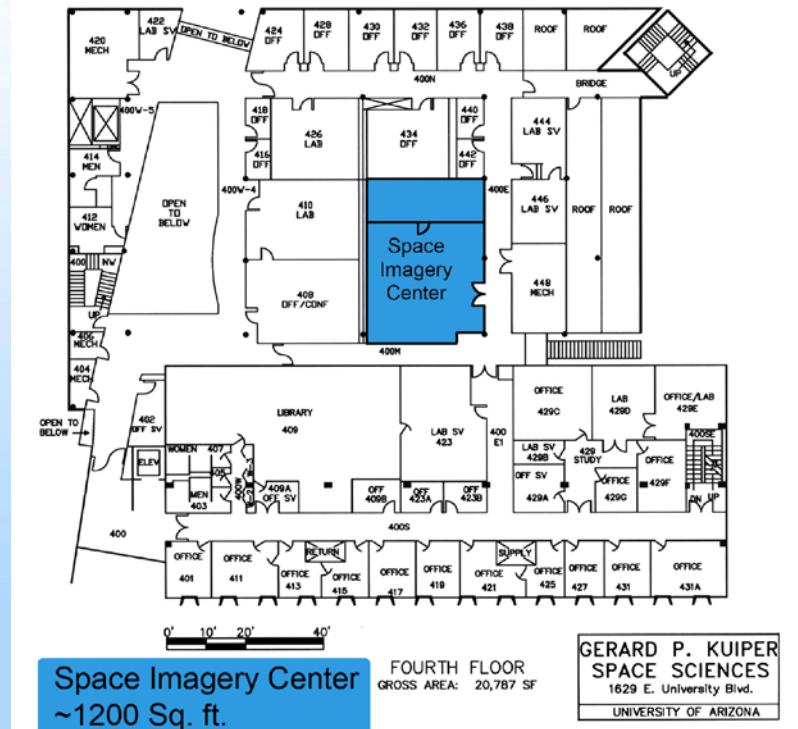 420
MECH
422
LAB SV
OPEN TO BELOW
424
OFF
428
OFF
430
OFF
432
OFF
436
OFF
438
OFF
ROOF
ROOF
UP
400N
BRIDGE
400W-5
418
OFF
426
LAB
434
OFF
440
OFF
444
LAB SV
414
MEN
416
OFF
442
OFF
400W-4
400E
OPEN
TO
BELOW
410
LAB
446
LAB SV
ROOF
ROOF
412
WOMEN
Space
Imagery
Center
400
NW
408
OFF/CONF
448
MECH
UP
406
MECH
400M
404
MECH
OFFICE
429C
LAB
429D
OFFICE/LAB
429E
402
OFF SV
LIBRARY
409
LAB SV
423
400
E1
OPEN TO
BELOW
400SE
WOMEN
407
LAB SV
429B
429
STUDY
OFFICE
429F
ELEV
405
OFF SV
429A
OFFICE
429G
MEN
403
400W
409A
OFF SV
OFF
409B
OFF
423A
OFF
423B
DN
UP
400
400S
OFFICE
401
OFFICE
411
RETURN
OFFICE
413
OFFICE
415
OFFICE
417
OFFICE
419
SUPPLY
OFFICE
421
OFFICE
425
OFFICE
427
OFFICE
431
OFFICE
431A
0' 10' 20' 40'
Space Imagery Center
~1200 Sq. ft.
FOURTH FLOOR
GROSS AREA: 20,787 SF
GERARD P. KUIPER
SPACE SCIENCES
1629 E. University Blvd.
UNIVERSITY OF ARIZONA